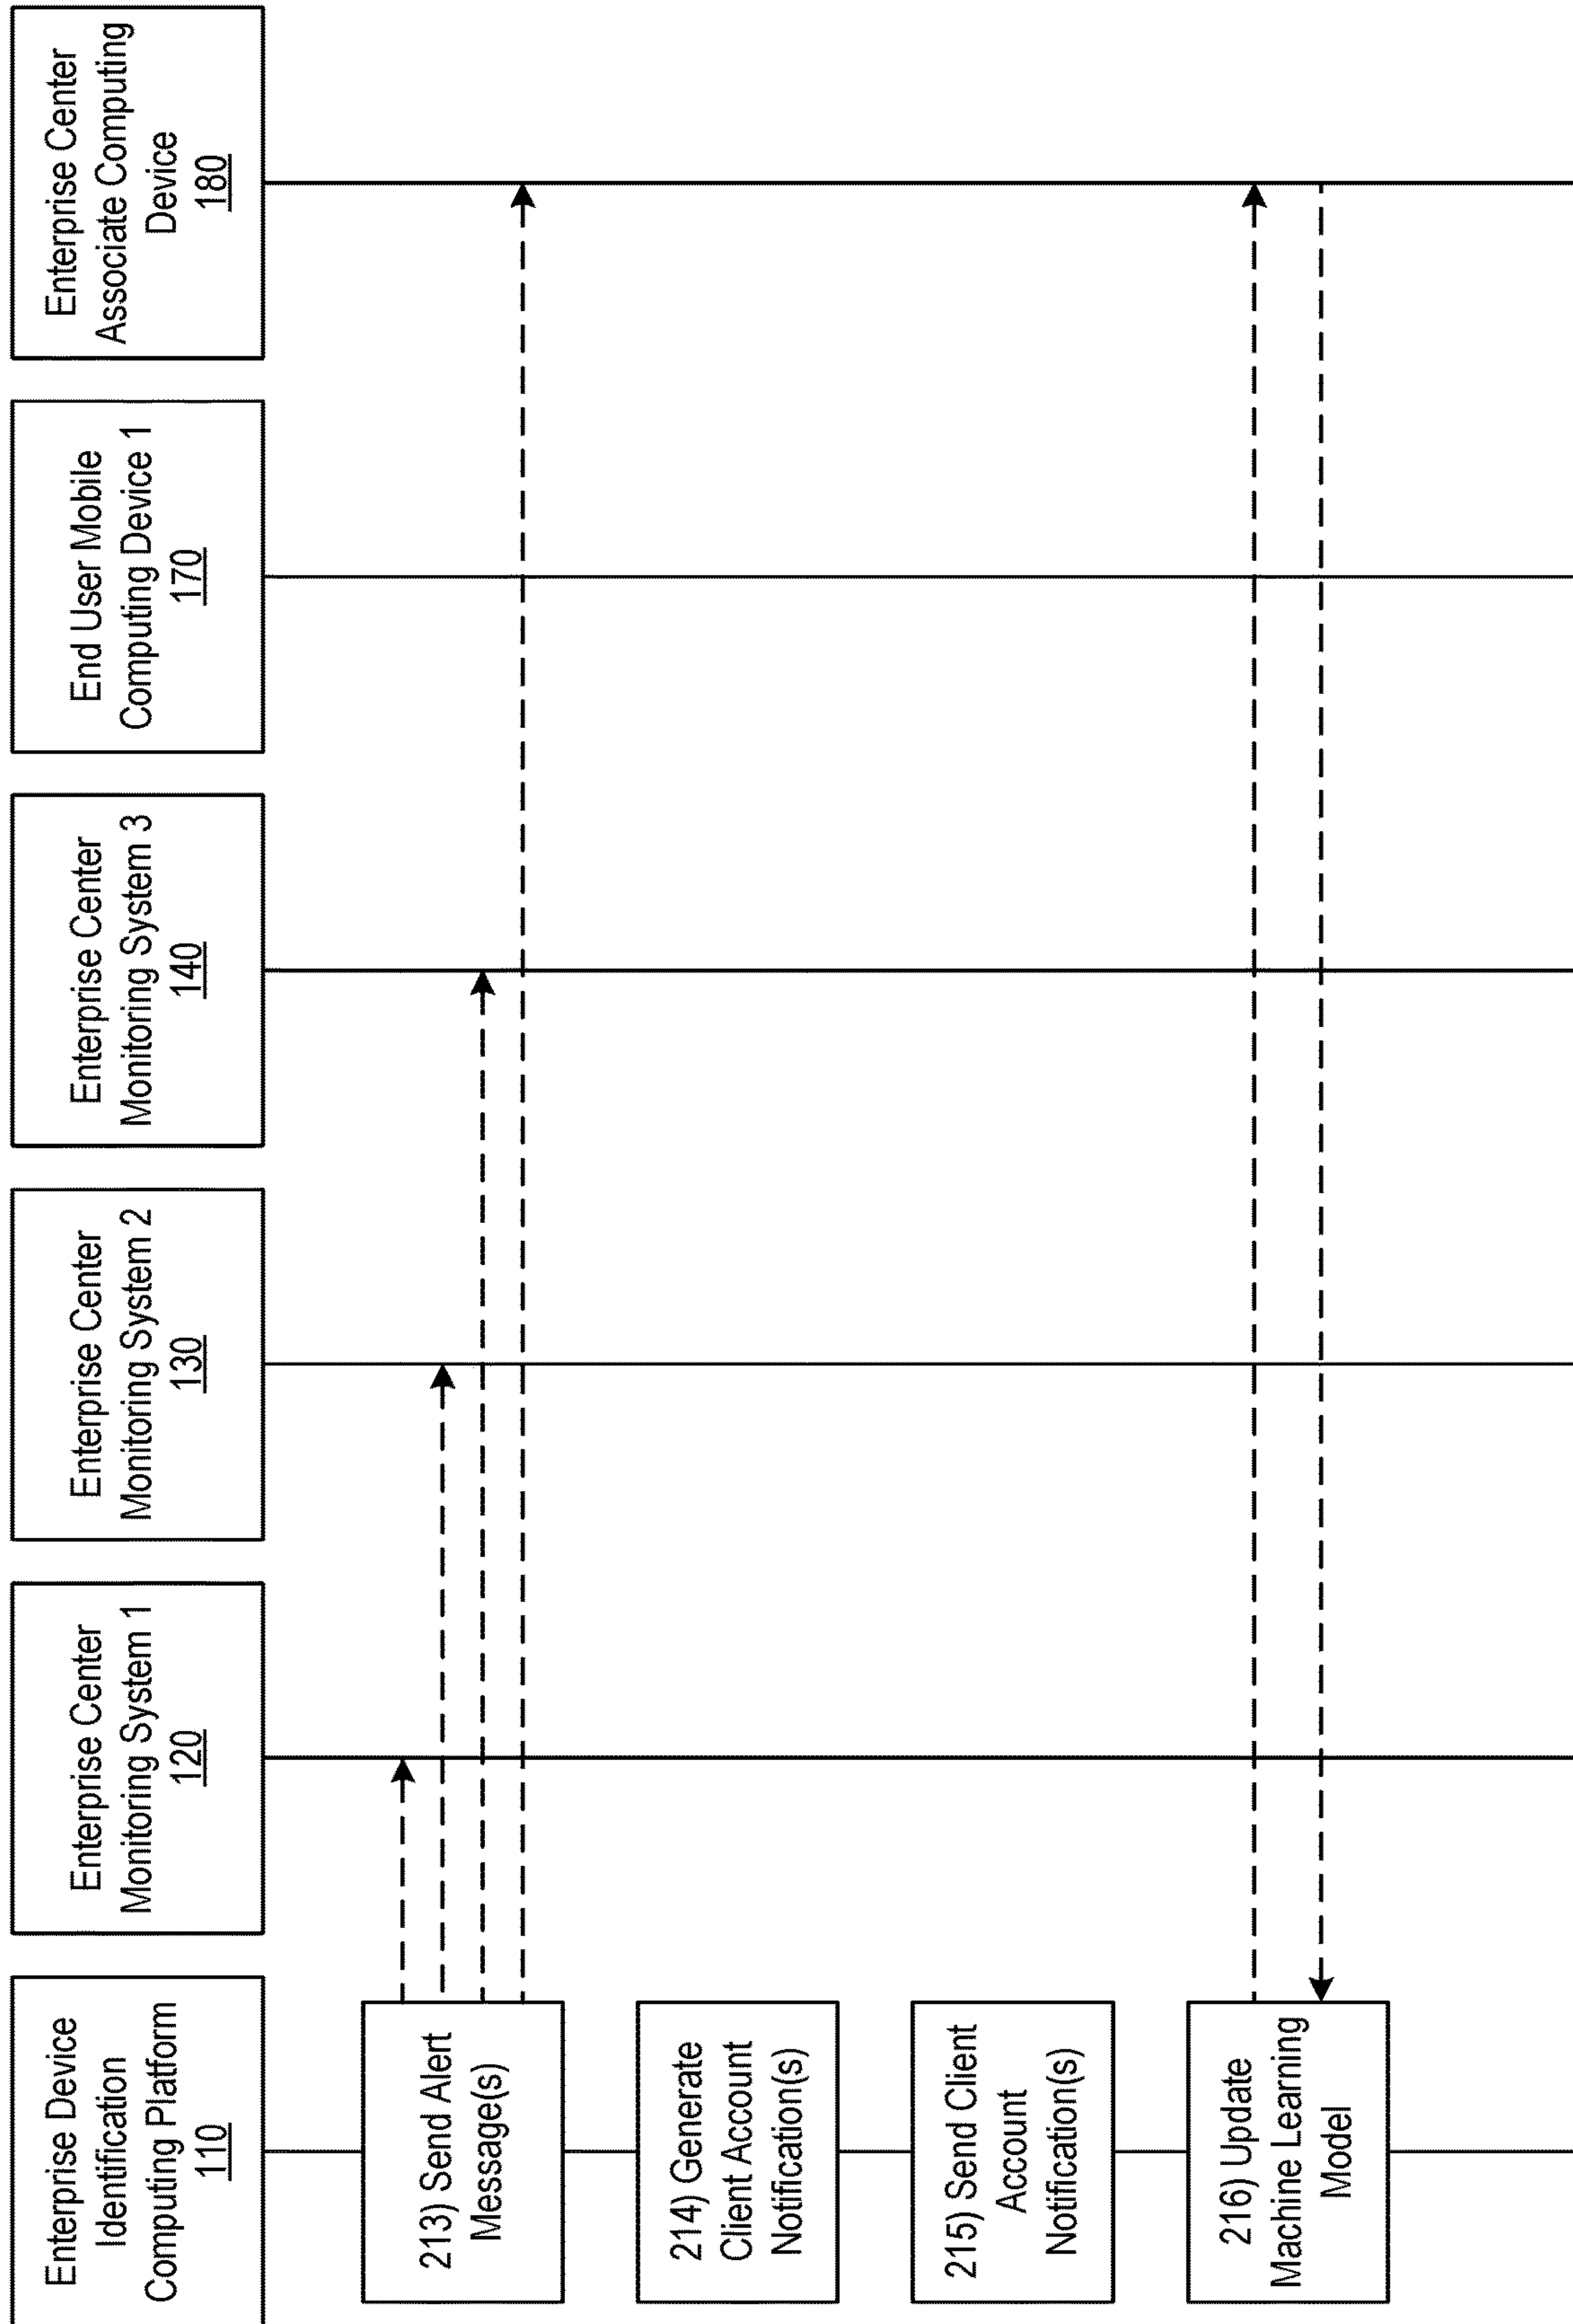 Enterprise Device
Identification
Computing Platform
110
Enterprise Center
Monitoring System 1
120
Enterprise Center
Monitoring System 2
130
Enterprise Center
Monitoring System 3
140
End User Mobile
Computing Device 1
170
Enterprise Center
Associate Computing
Device
180
213) Send Alert
Message(s)
214) Generate
Client Account
Notification(s)
215) Send Client
Account
Notification(s)
216) Update
Machine Learning
Model